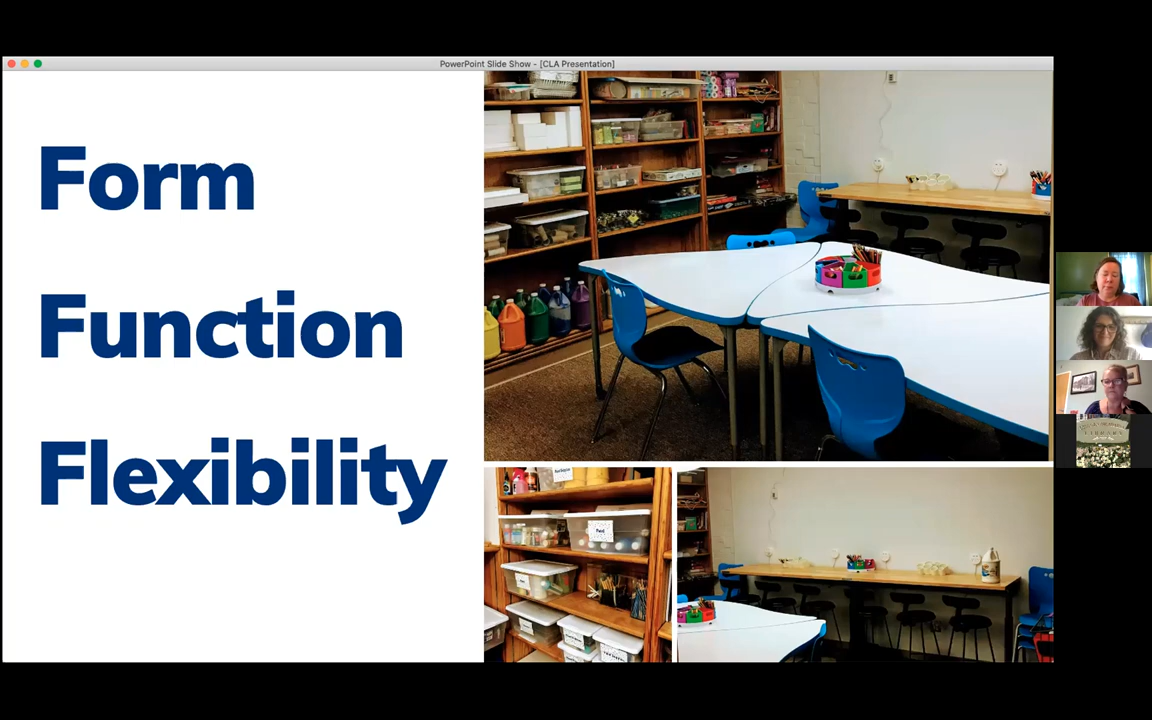 PowerPoint Slide Show - [CLA Presentation]
Form
Function
Flexibility